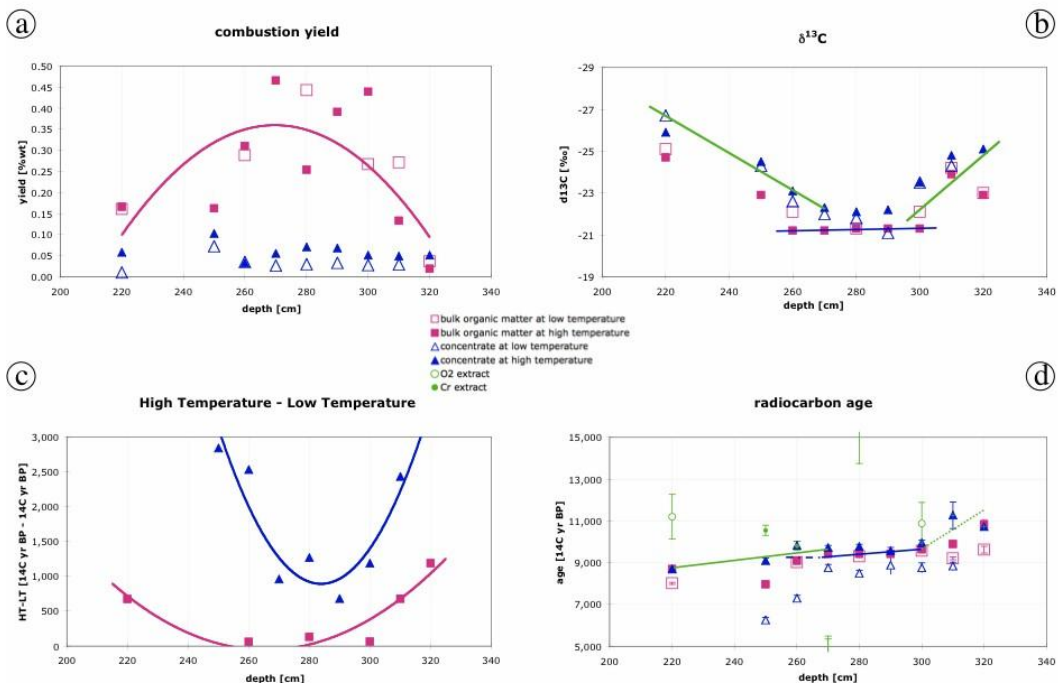 a
combustion yield
yield [%wt]
0.50
0.45
0.40
0.35
0.30
0.25
0.20
0.15
0.10
0.05
0.00
200 220 240 260 280 300 320 340
depth [cm]
b
δ13C
d13C [‰]
-29
-27
-25
-23
-21
-19
200 220 240 260 280 300 320 340
depth [cm]
bulk organic matter at low temperature
bulk organic matter at high temperature
concentrate at low temperature
concentrate at high temperature
O2 extract
Cr extract
c
High Temperature - Low Temperature
HT-LT [14C yr BP - 14C yr BP]
3,000
2,500
2,000
1,500
1,000
500
0
200 220 240 260 280 300 320 340
depth [cm]
d
radiocarbon age
age [14C yr BP]
15,000
13,000
11,000
9,000
7,000
5,000
200 220 240 260 280 300 320 340
depth [cm]